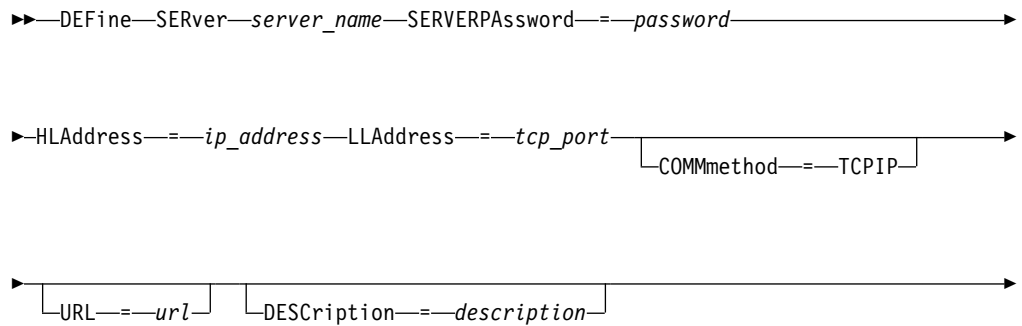 DEFine SERver server_name SERVERPAssword = password
HLAddress = ip_address LLAddress = tcp_port
COMMmethod = TCPIP
URL = url DESCription = description